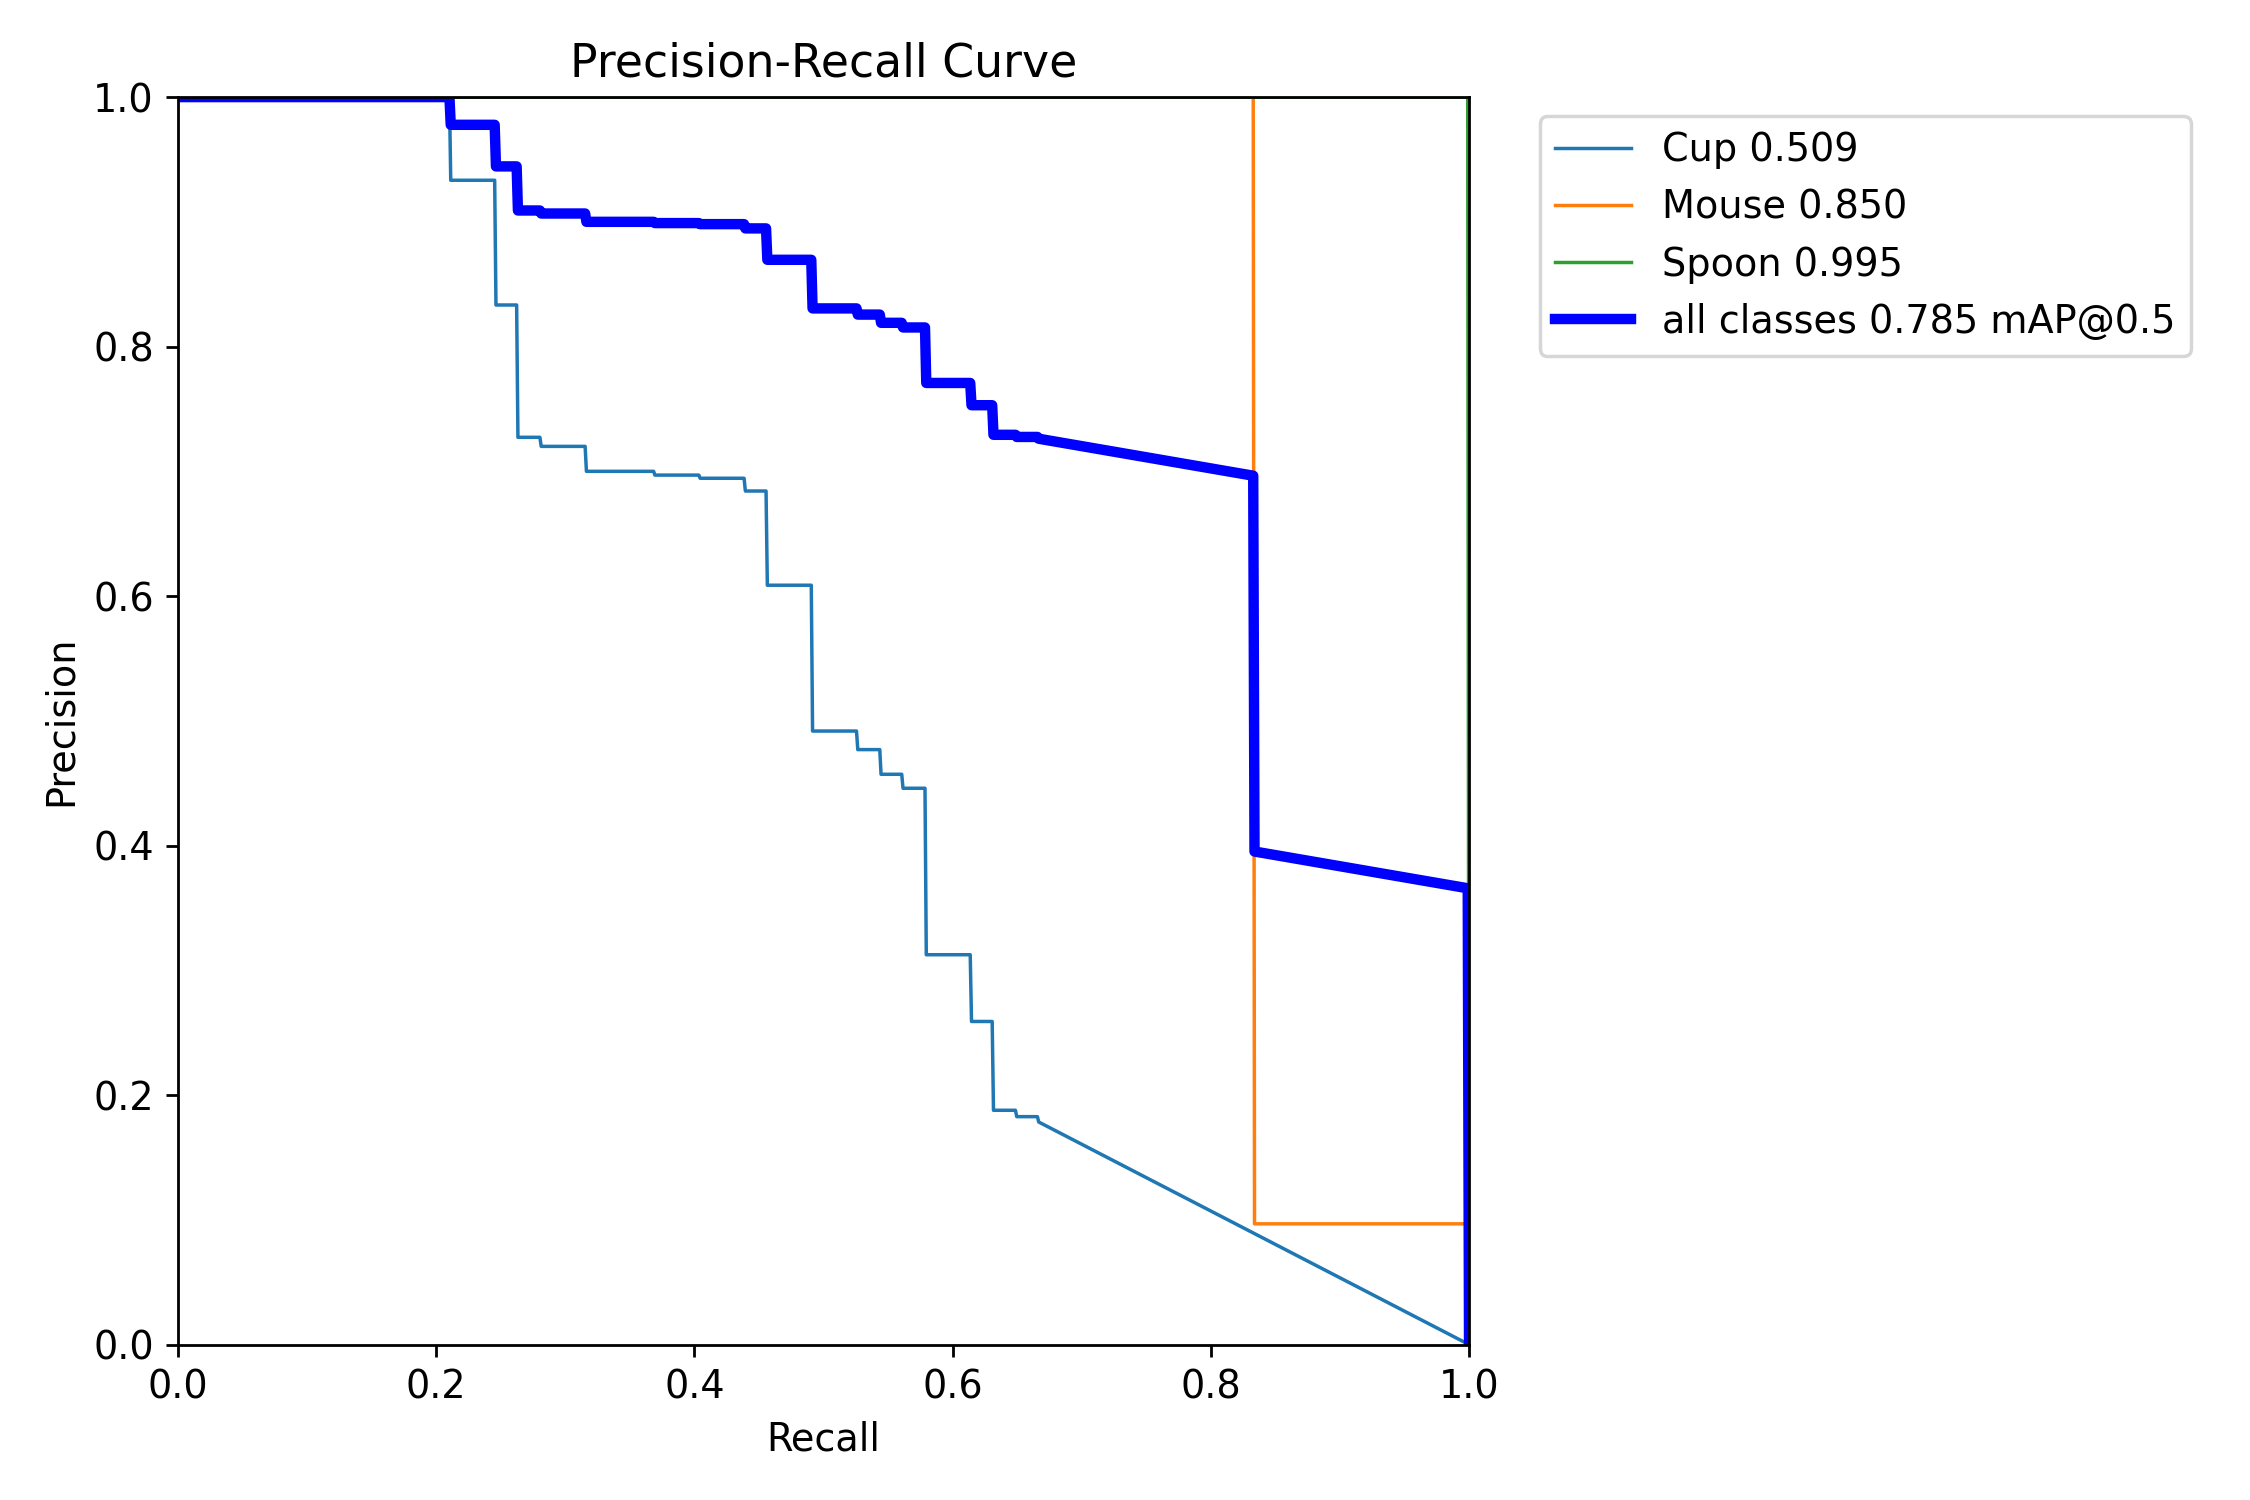 Precision-Recall Curve
1.0
0.8
0.6
0.4
0.2
0.0
Precision
0.0 0.2 0.4 0.6 0.8 1.0
Recall
Cup 0.509
Mouse 0.850
Spoon 0.995
all classes 0.785 mAP@0.5